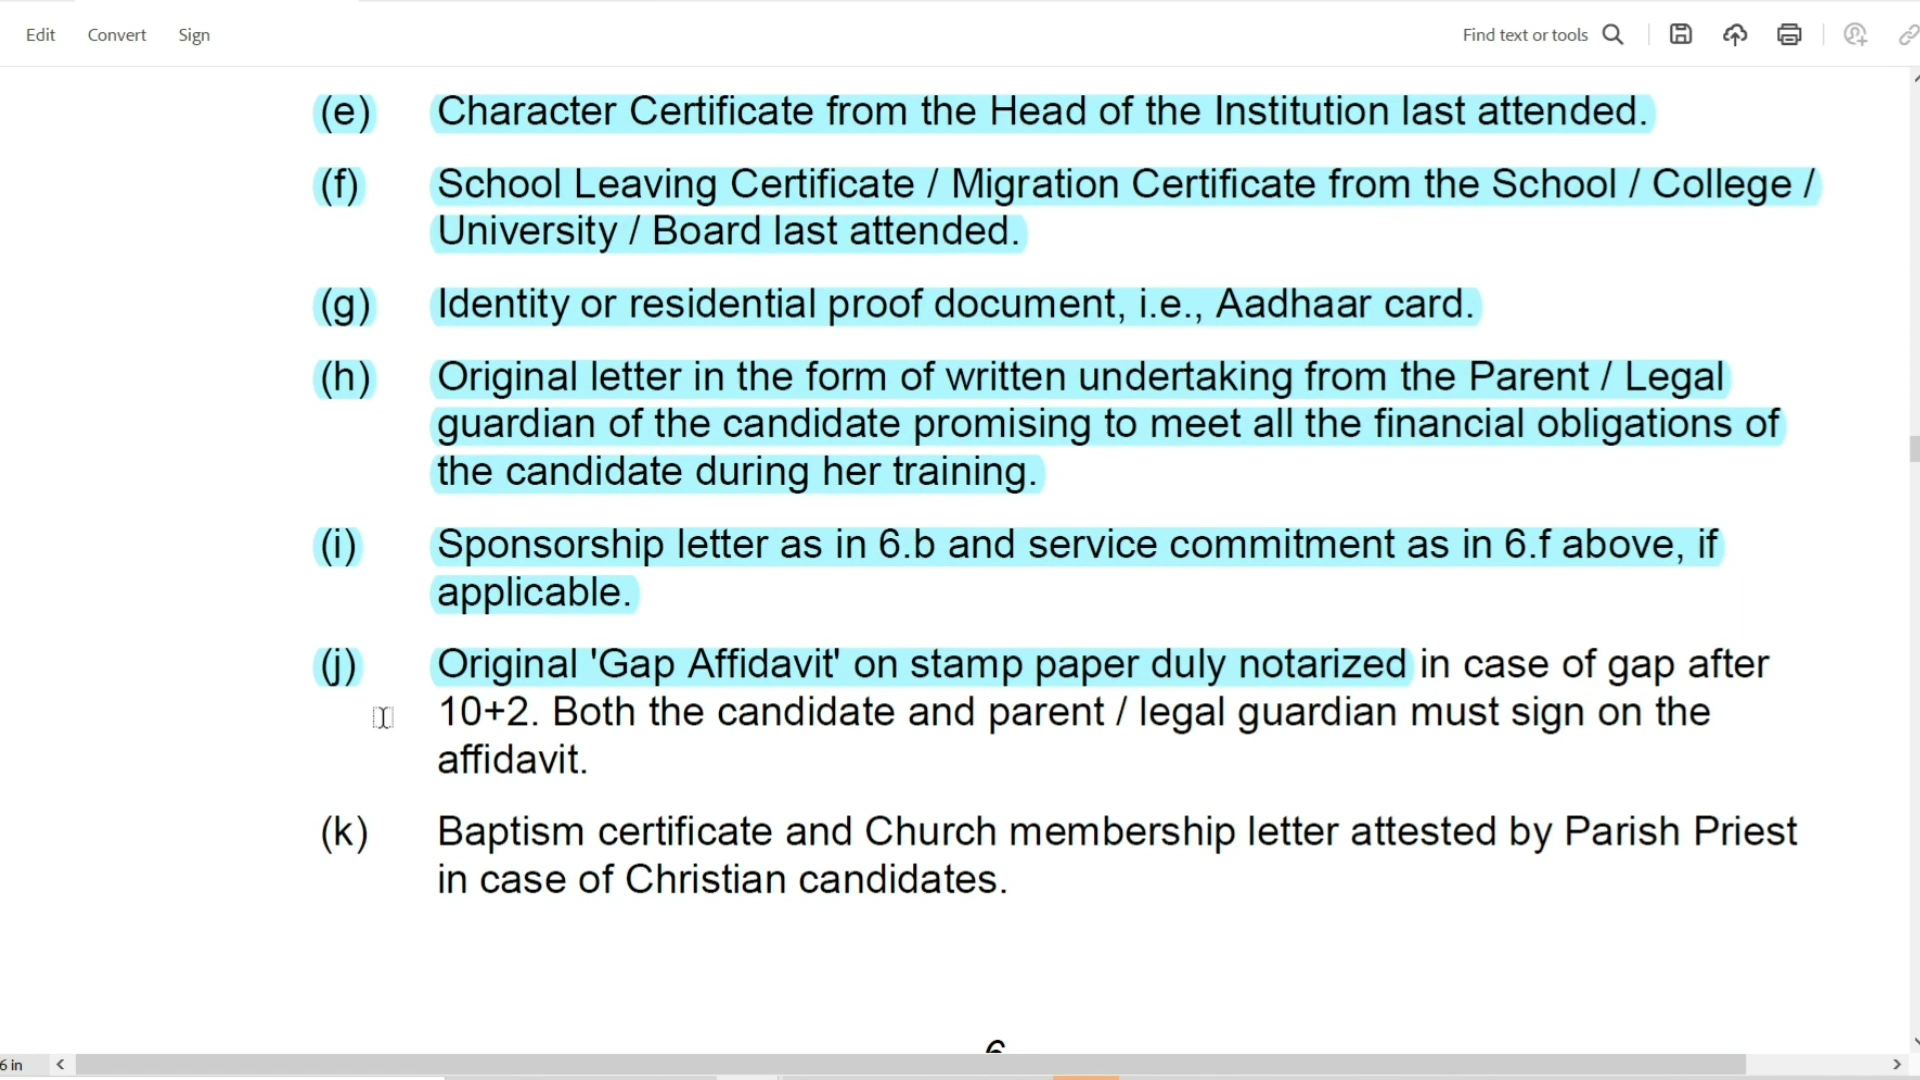 Edit Convert Sign Find text or tools
(e) Character Certificate from the Head of the Institution last attended.
(f) School Leaving Certificate / Migration Certificate from the School / College /
University / Board last attended.
(g) Identity or residential proof document, i.e., Aadhaar card.
(h) Original letter in the form of written undertaking from the Parent / Legal
guardian of the candidate promising to meet all the financial obligations of
the candidate during her training.
(i) Sponsorship letter as in 6.b and service commitment as in 6.f above, if
applicable.
(j) Original 'Gap Affidavit' on stamp paper duly notarized in case of gap after
10+2. Both the candidate and parent / legal guardian must sign on the
affidavit.
(k) Baptism certificate and Church membership letter attested by Parish Priest
in case of Christian candidates.
6 in